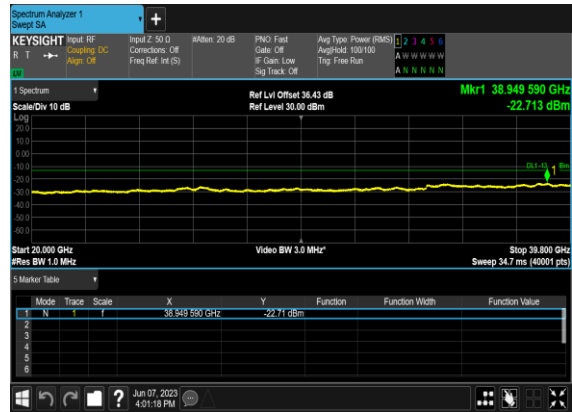 Spectrum Analyzer 1
Swept SA
+
KEYSIGHT Input: RF Input Z: 50 Ω #Atten: 20 dB PNO: Fast Avg Type: Power (RMS) 1 2 3 4 5 6
R T Coupling: DC Corrections: Off Gate: Off Avg|Hold: 100/100 A W W W W W
Align: Off Freq Ref: Int (S) IF Gain: Low Trig: Free Run
Sig Track: Off A N N N N N
1 Spectrum
Ref Lvl Offset 36.43 dB Mkr1 38.949 590 GHz
Scale/Div 10 dB Ref Level 30.00 dBm -22.713 dBm
Log
20.0
10.0
0.00
-10.0 DL1 -13 1
-20.0
-30.0
-40.0
-50.0
-60.0
Start 20.000 GHz Video BW 3.0 MHz* Stop 39.800 GHz
#Res BW 1.0 MHz Sweep 34.7 ms (40001 pts)
5 Marker Table
Mode Trace Scale X Y Function Function Width Function Value
1 N 1 f 38.949 590 GHz -22.71 dBm
2
3
4
5
6
? Jun 07, 2023
4:01:18 PM